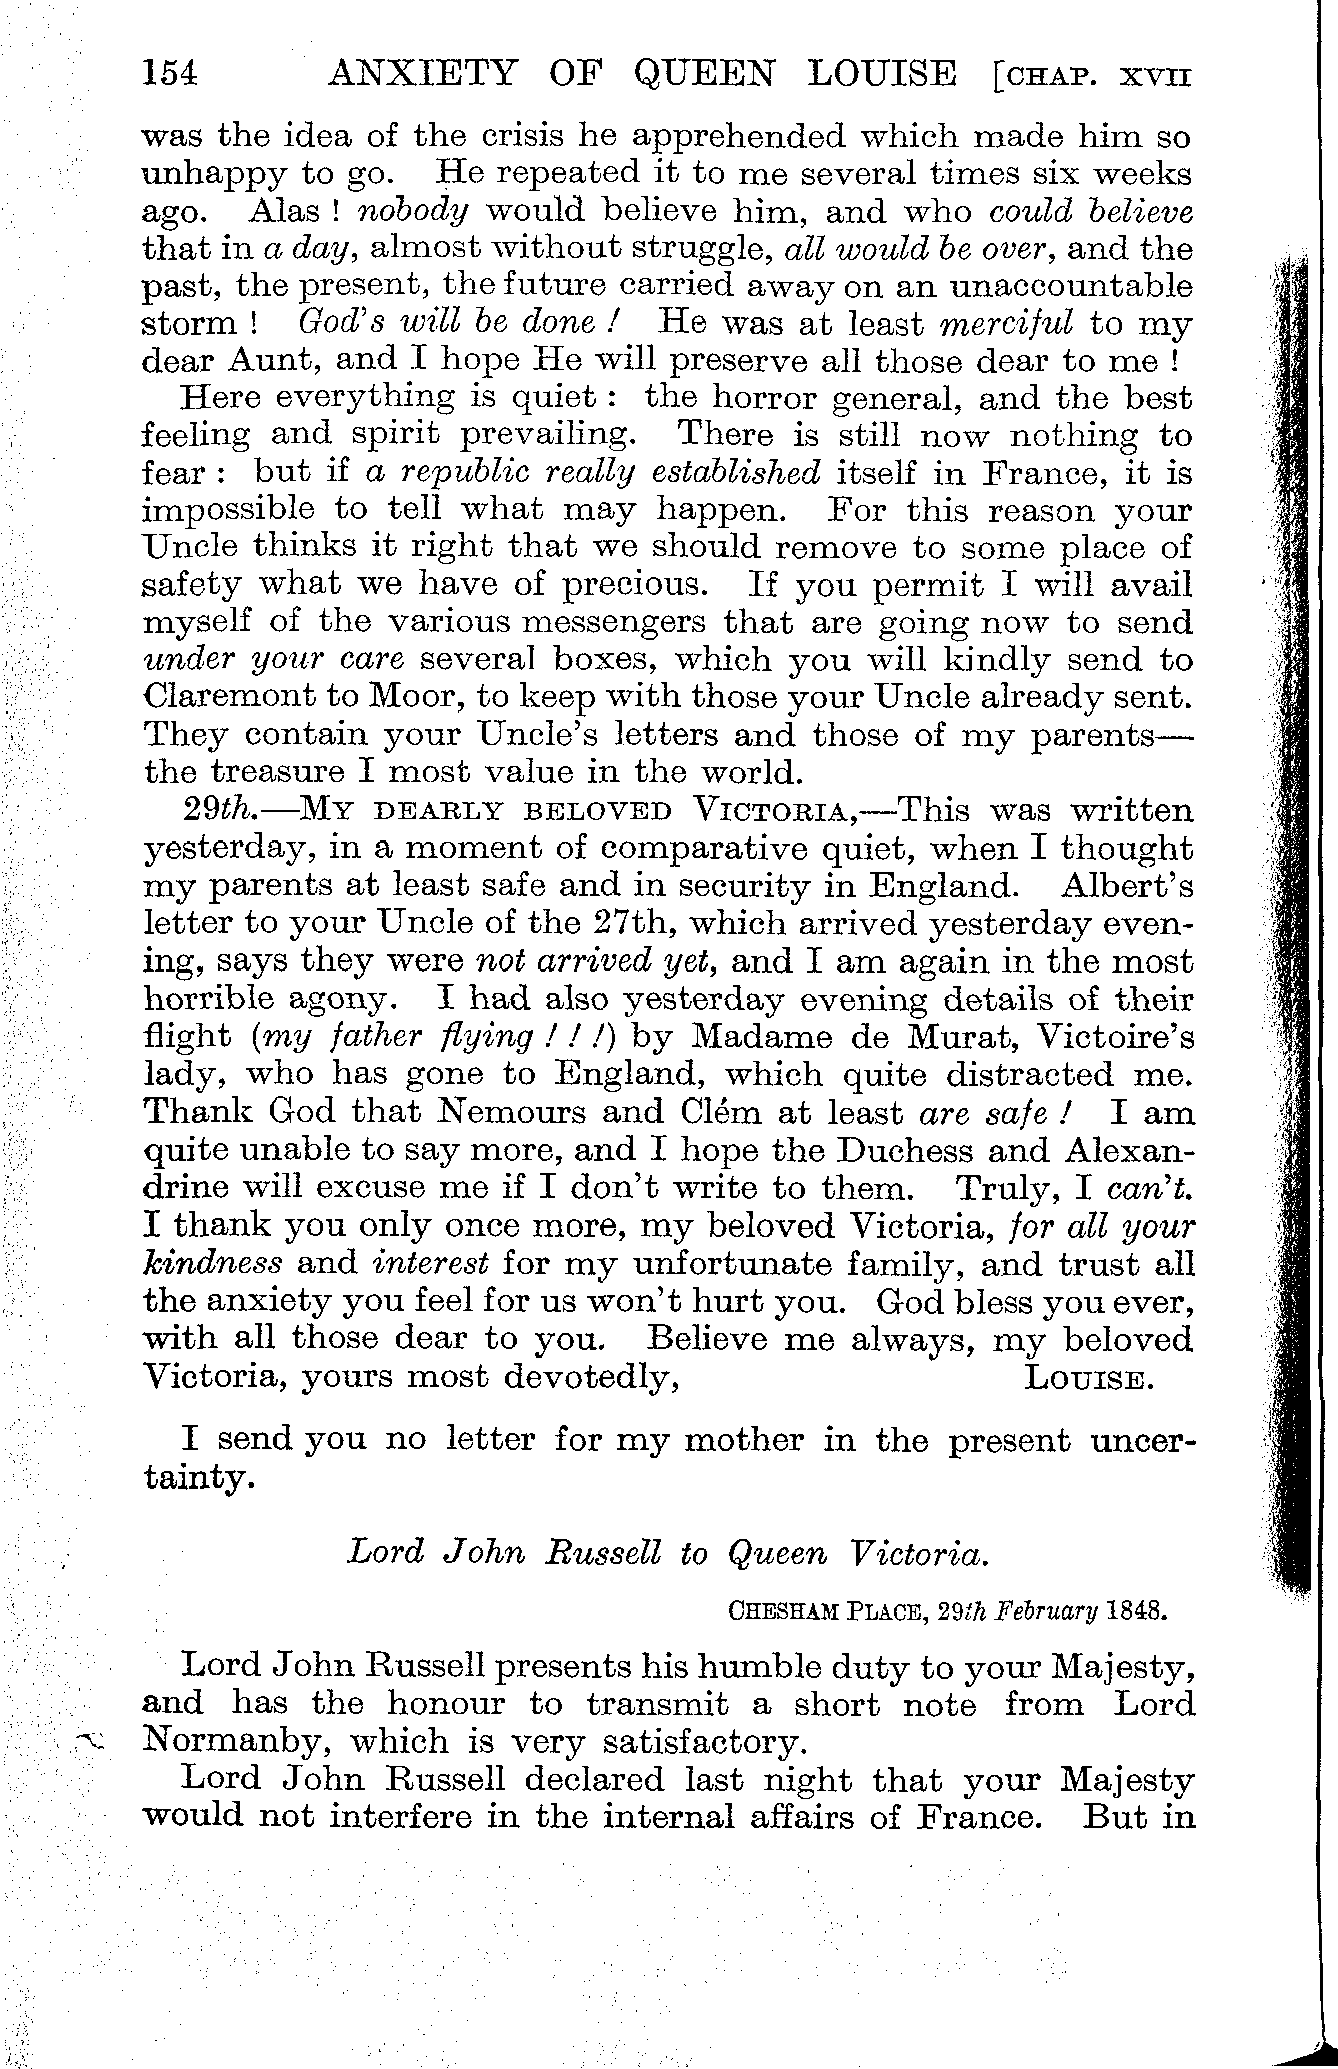 154 ANXIETY OF QUEEN LOUISE [CHAP. XVII
was the idea of the crisis he apprehended which made him so
unhappy to go. He repeated it to me several times six weeks
ago. Alas ! nobody would believe him, and who could believe
that in a day, almost without struggle, all would be over, and the
past, the present, the future carried away on an unaccountable
storm ! God's will be done ! He was at least merciful to my
dear Aunt, and I hope He will preserve all those dear to me !
Here everything is quiet : the horror general, and the best
feeling and spirit prevailing. There is still now nothing to
fear : but if a republic really established itself in France, it is
impossible to tell what may happen. For this reason your
Uncle thinks it right that we should remove to some place of
safety what we have of precious. If you permit I will avail
myself of the various messengers that are going now to send
under your care several boxes, which you will kindly send to
Claremont to Moor, to keep with those your Uncle already sent.
They contain your Uncle's letters and those of my parents—
the treasure I most value in the world.
29th.—MY DEARLY BELOVED VICTORIA,—This was written
yesterday, in a moment of comparative quiet, when I thought
my parents at least safe and in security in England. Albert's
letter to your Uncle of the 27th, which arrived yesterday even-
ing, says they were not arrived yet, and I am again in the most
horrible agony. I had also yesterday evening details of their
flight (my father flying ! ! !) by Madame de Murat, Victoire's
lady, who has gone to England, which quite distracted me.
Thank God that Nemours and Clém at least are safe ! I am
quite unable to say more, and I hope the Duchess and Alexan-
drine will excuse me if I don't write to them. Truly, I can't.
I thank you only once more, my beloved Victoria, for all your
kindness and interest for my unfortunate family, and trust all
the anxiety you feel for us won't hurt you. God bless you ever,
with all those dear to you. Believe me always, my beloved
Victoria, yours most devotedly, LOUISE.
I send you no letter for my mother in the present uncer-
tainty.
Lord John Russell to Queen Victoria.
CHESHAM PLACE, 29th February 1848.
Lord John Russell presents his humble duty to your Majesty,
and has the honour to transmit a short note from Lord
Normanby, which is very satisfactory.
Lord John Russell declared last night that your Majesty
would not interfere in the internal affairs of France. But in